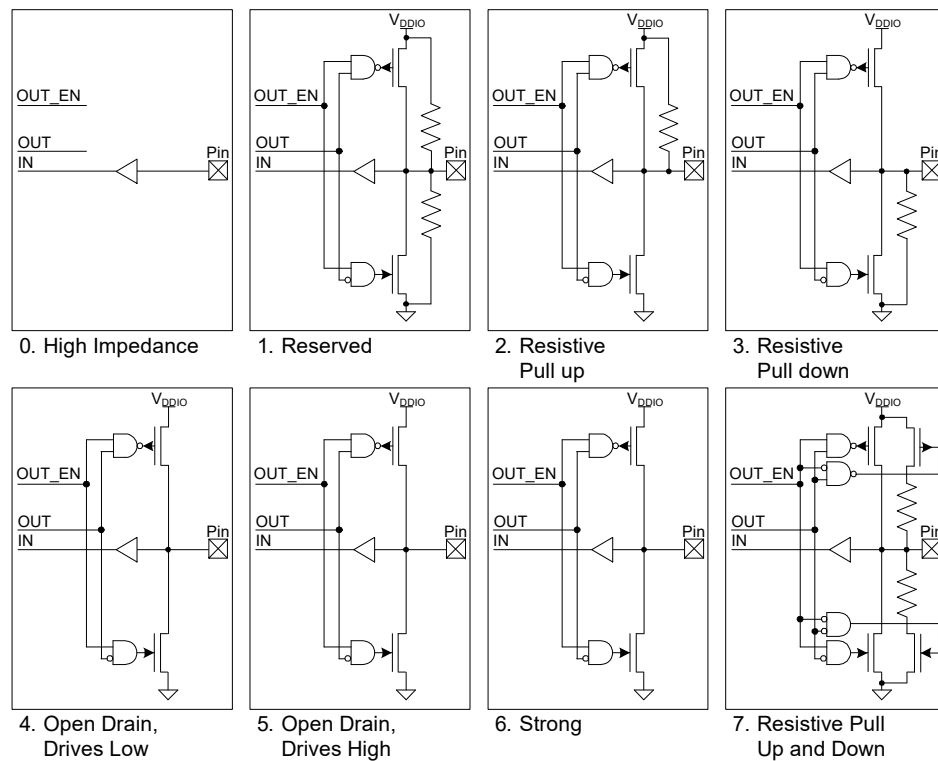 VDDIO
VDDIO
VDDIO
OUT_EN
OUT_EN
OUT_EN
OUT_EN
OUT
IN
Pin
OUT
IN
Pin
OUT
IN
Pin
OUT
IN
Pin
0. High Impedance
1. Reserved
2. Resistive
Pull up
3. Resistive
Pull down
VDDIO
VDDIO
VDDIO
VDDIO
OUT_EN
OUT_EN
OUT_EN
OUT_EN
OUT
IN
Pin
OUT
IN
Pin
OUT
IN
Pin
OUT
IN
Pin
4. Open Drain,
Drives Low
5. Open Drain,
Drives High
6. Strong
7. Resistive Pull
Up and Down